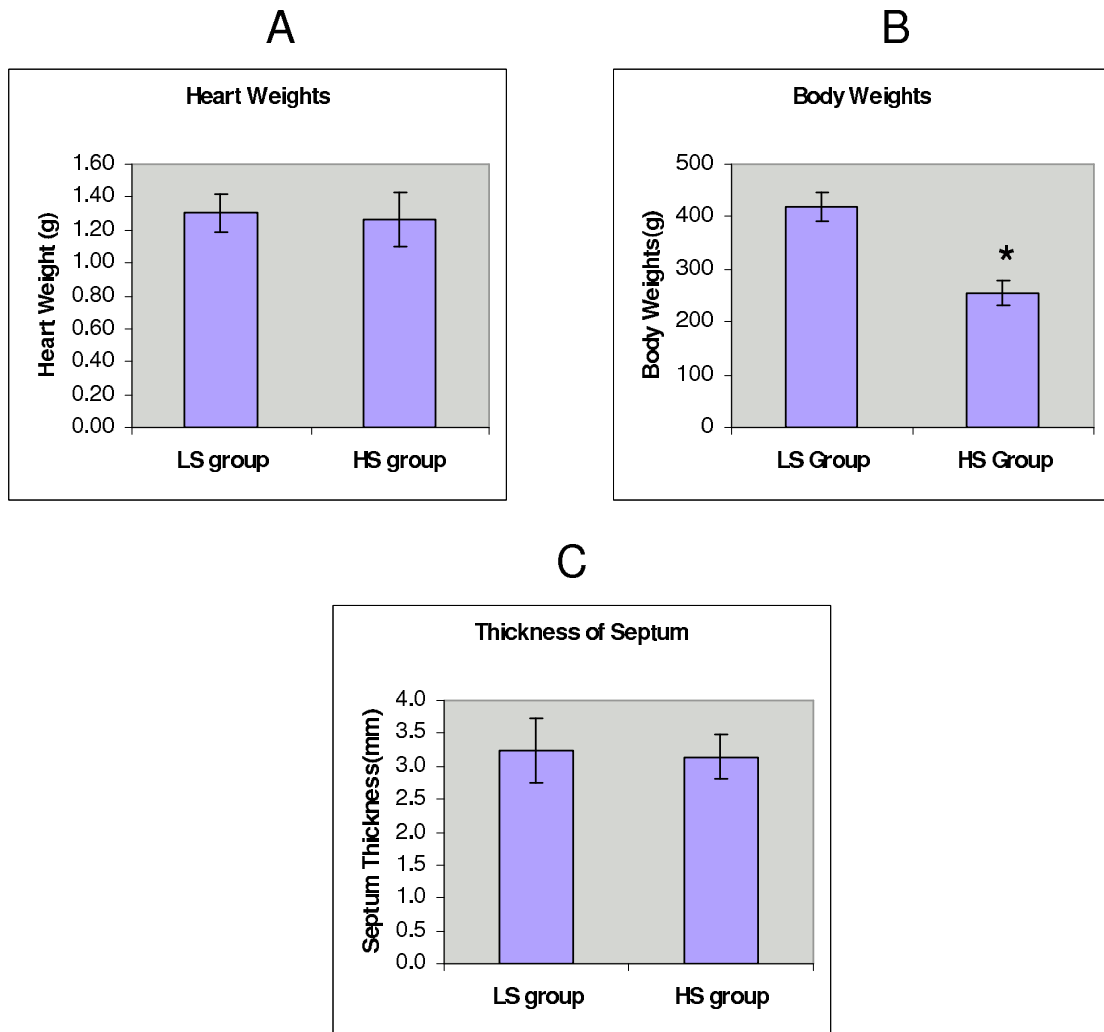 A
Heart Weights
Heart Weight (g)
1.60
1.40
1.20
1.00
0.80
0.60
0.40
0.20
0.00
LS group
HS group
B
Body Weights
Body Weights(g)
500
400
300
200
100
0
*
LS Group
HS Group
C
Thickness of Septum
Septum Thickness(mm)
4.0
3.5
3.0
2.5
2.0
1.5
1.0
0.5
0.0
LS group
HS group